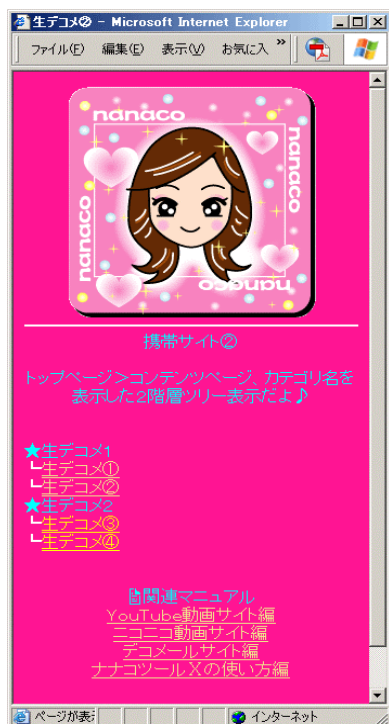 生デコメ② - Microsoft Internet Explorer
ファイル(F) 編集(E) 表示(V) お気に入 »
nanaco
nanaco
nanaco
nanaco
携帯サイト②
トップページ>コンテンツページ、カテゴリ名を
表示した2階層ツリー表示だよ♪
★生デコメ1
┗生デコメ①
┗生デコメ②
★生デコメ2
┗生デコメ③
┗生デコメ④
関連マニュアル
YouTube動画サイト編
ニコニコ動画サイト編
デコメールサイト編
ナナコツールXの使い方編
ページが表示
インターネット